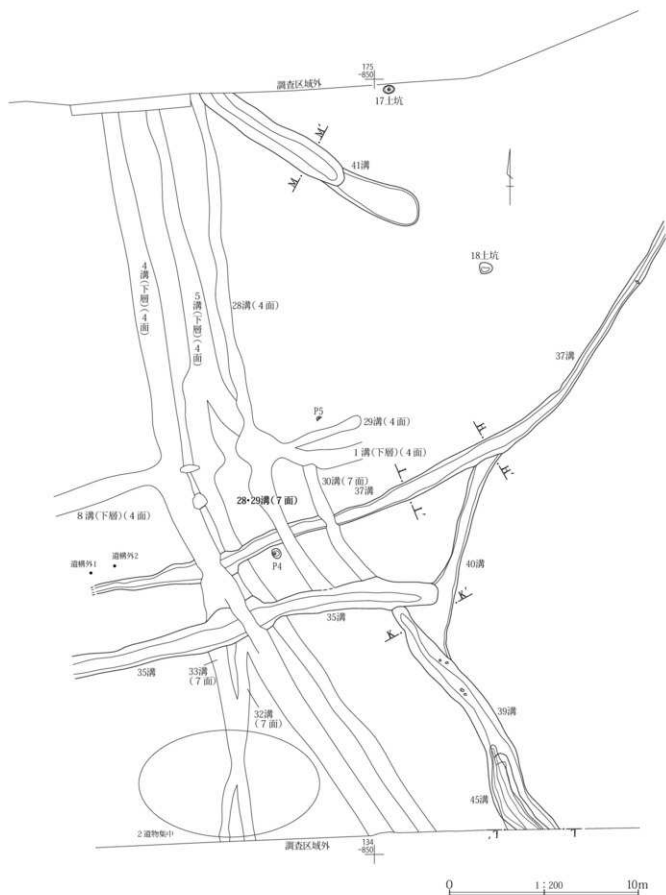 175
-850
調査区域外
17土坑
M'
M
41溝
18土坑
4溝(下層)(4面)
5溝(下層)(4面)
28溝(4面)
37溝
P5
29溝(4面)
1溝(下層)(4面)
30溝(7面)
37溝
H
H'
I
I'
28・29溝(7面)
8溝(下層)(4面)
遺構外1
遺構外2
P4
40溝
K'
K
35溝
35溝
33溝
(7面)
32溝
(7面)
39溝
45溝
2遺物集中
調査区域外
134
-850
0
1:200
10m